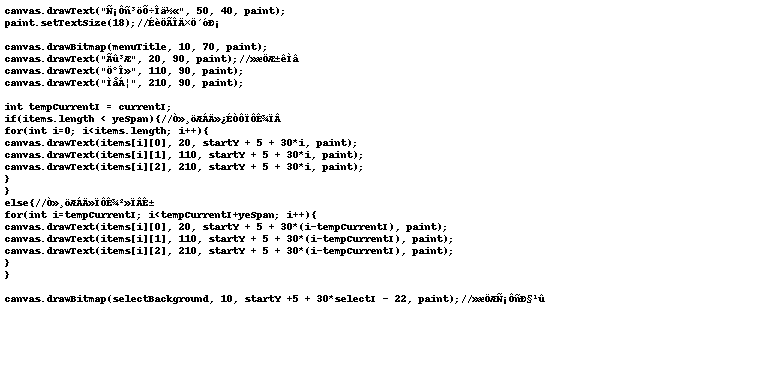 canvas.drawText("Ñ¡Ôñ³öÕ÷Îä½«", 50, 40, paint);
paint.setTextSize(18);//ÉèÖÃÎÄ×Ö´óÐ¡
canvas.drawBitmap(menuTitle, 10, 70, paint);
canvas.drawText("Ãû³Æ", 20, 90, paint);//»æÖÆ±êÌâ
canvas.drawText("Ö°Î»", 110, 90, paint);
canvas.drawText("ÌåÁ¦", 210, 90, paint);
int tempCurrentI = currentI;
if(items.length < yeSpan){//Ò»¸öÆÁÄ»¿ÉÒÔÏÔÊ¾ÏÂ
for(int i=0; i<items.length; i++){
canvas.drawText(items[i][0], 20, startY + 5 + 30*i, paint);
canvas.drawText(items[i][1], 110, startY + 5 + 30*i, paint);
canvas.drawText(items[i][2], 210, startY + 5 + 30*i, paint);
}
}
else{//Ò»¸öÆÁÄ»ÏÔÊ¾²»ÏÂÊ±
for(int i=tempCurrentI; i<tempCurrentI+yeSpan; i++){
canvas.drawText(items[i][0], 20, startY + 5 + 30*(i-tempCurrentI), paint);
canvas.drawText(items[i][1], 110, startY + 5 + 30*(i-tempCurrentI), paint);
canvas.drawText(items[i][2], 210, startY + 5 + 30*(i-tempCurrentI), paint);
}
}
canvas.drawBitmap(selectBackground, 10, startY +5 + 30*selectI - 22, paint);//»æÖÆÑ¡ÔñÐ§¹û